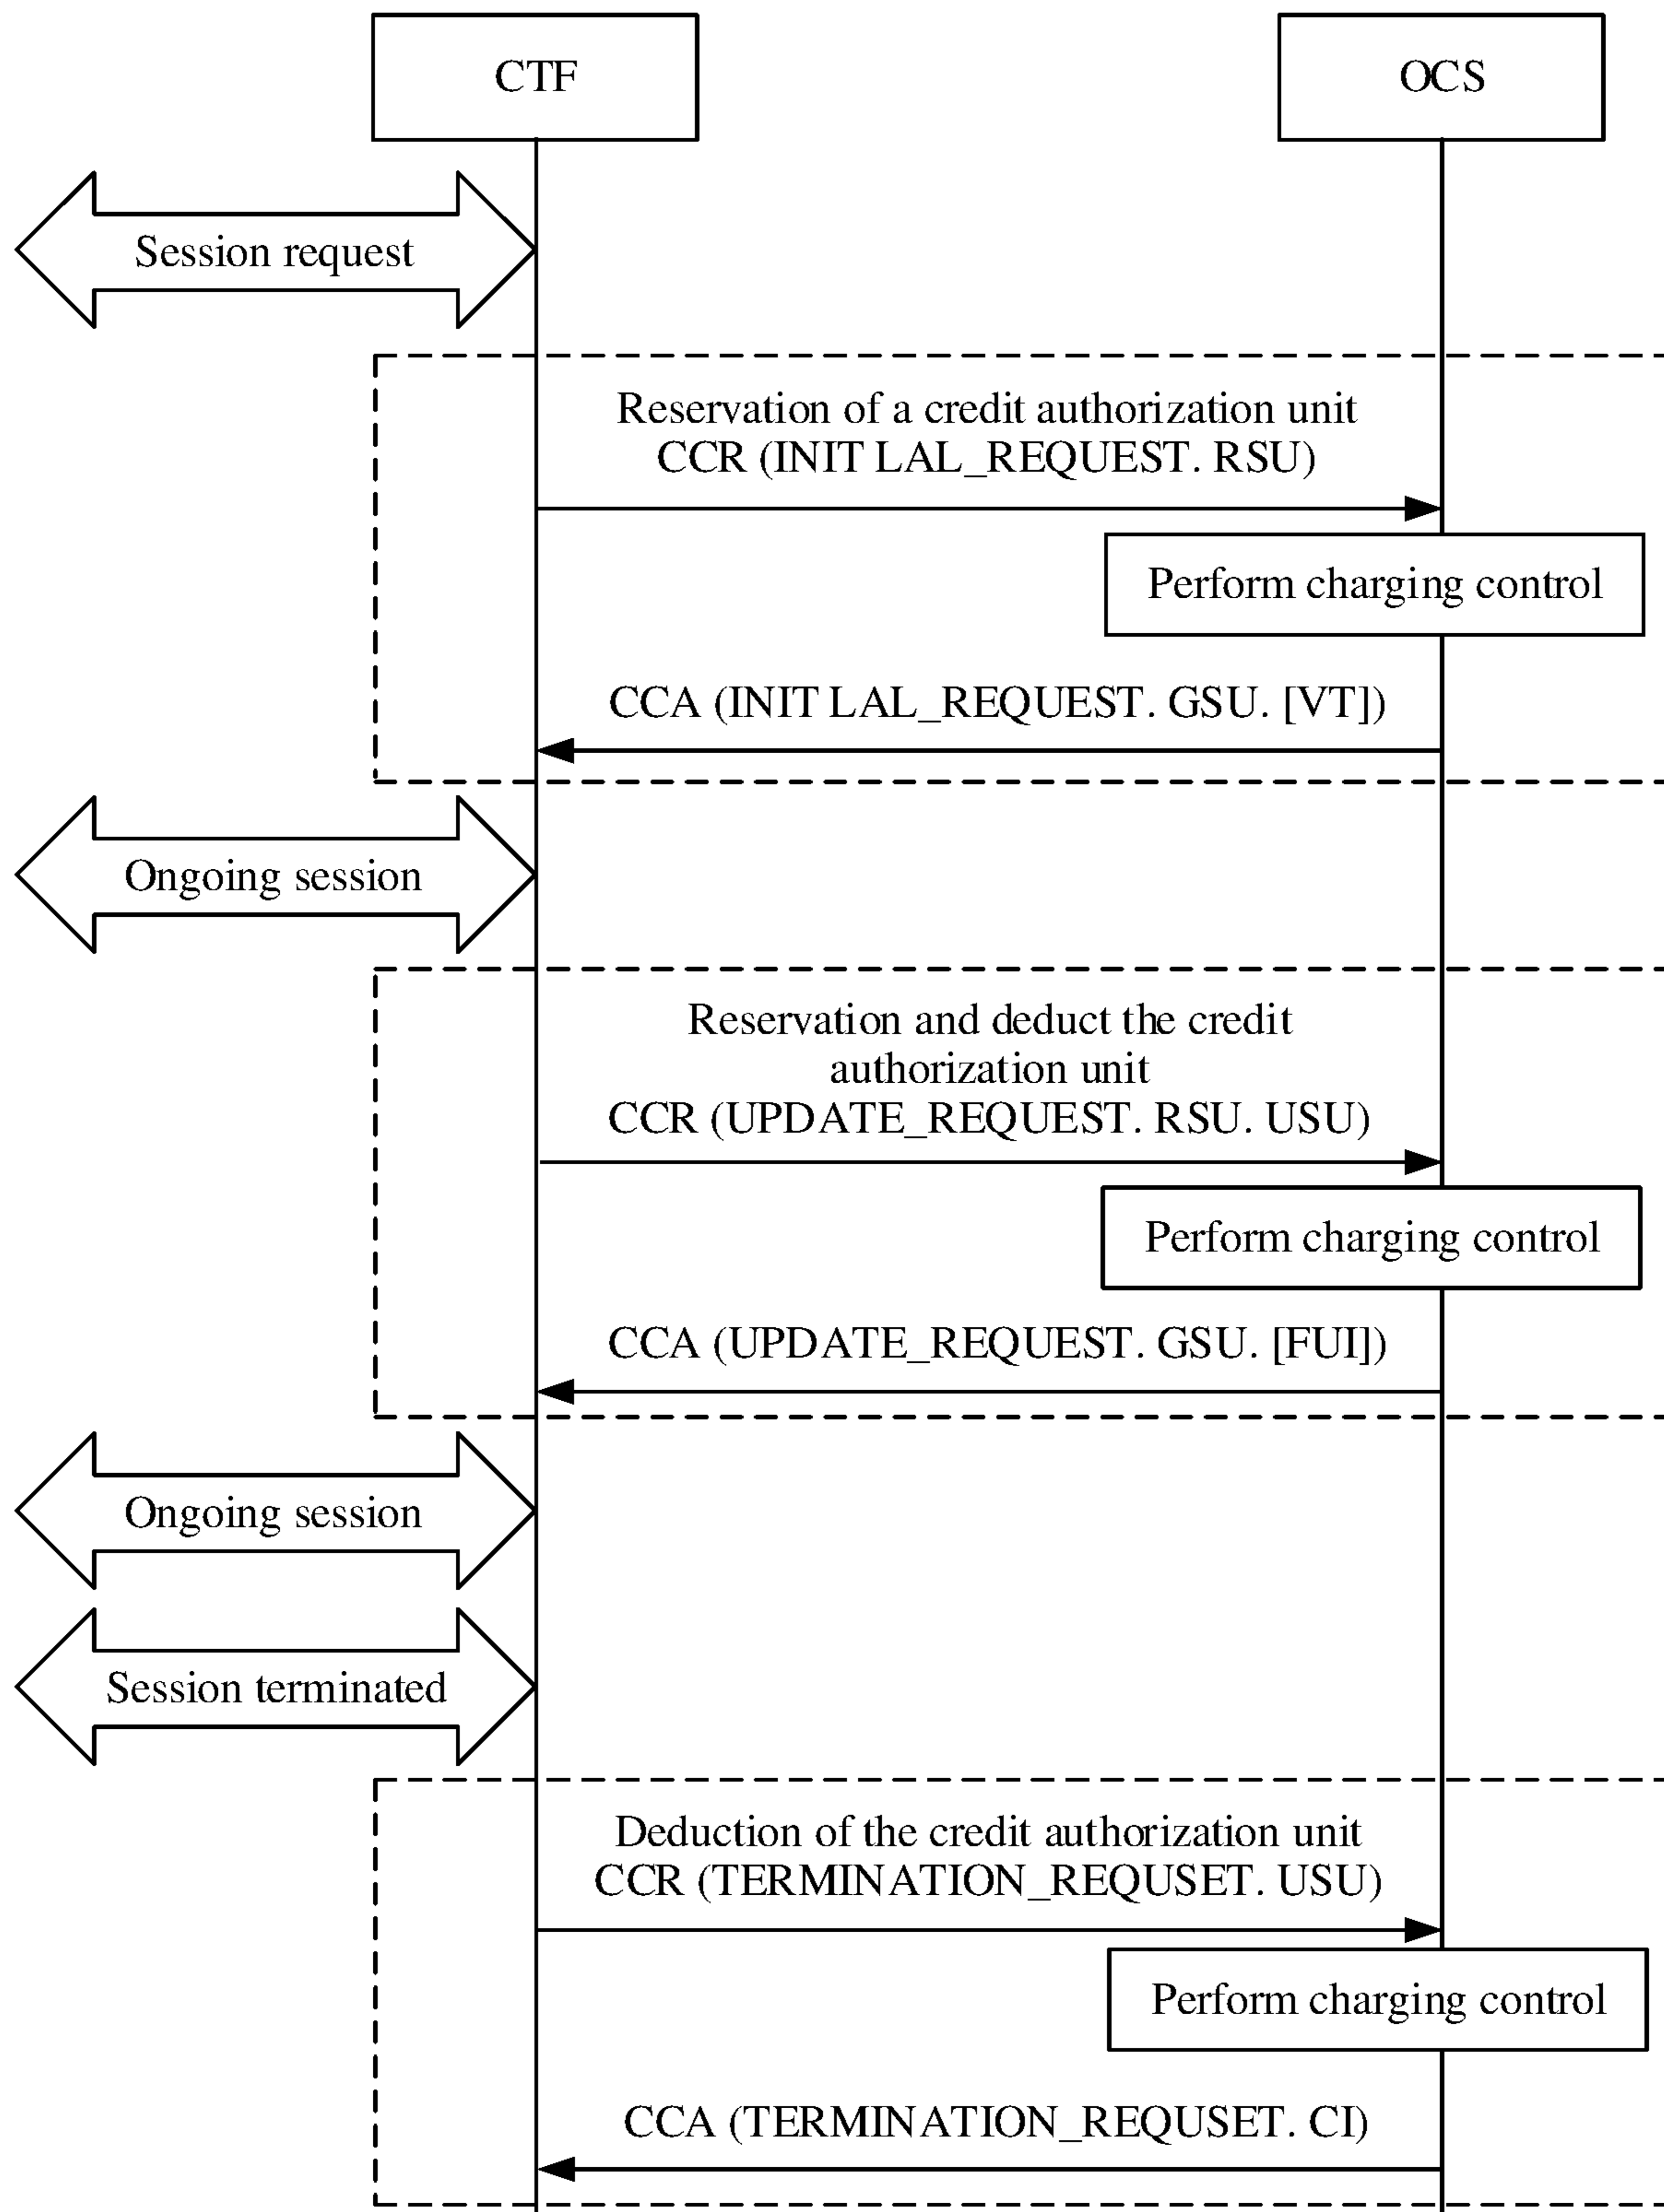 CTF
OCS
Session request
Reservation of a credit authorization unit
CCR (INIT LAL_REQUEST. RSU)
Perform charging control
CCA (INIT LAL_REQUEST. GSU. [VT])
Ongoing session
Reservation and deduct the credit
authorization unit
CCR (UPDATE_REQUEST. RSU. USU)
Perform charging control
CCA (UPDATE_REQUEST. GSU. [FUI])
Ongoing session
Session terminated
Deduction of the credit authorization unit
CCR (TERMINATION_REQUSET. USU)
Perform charging control
CCA (TERMINATION_REQUSET. CI)